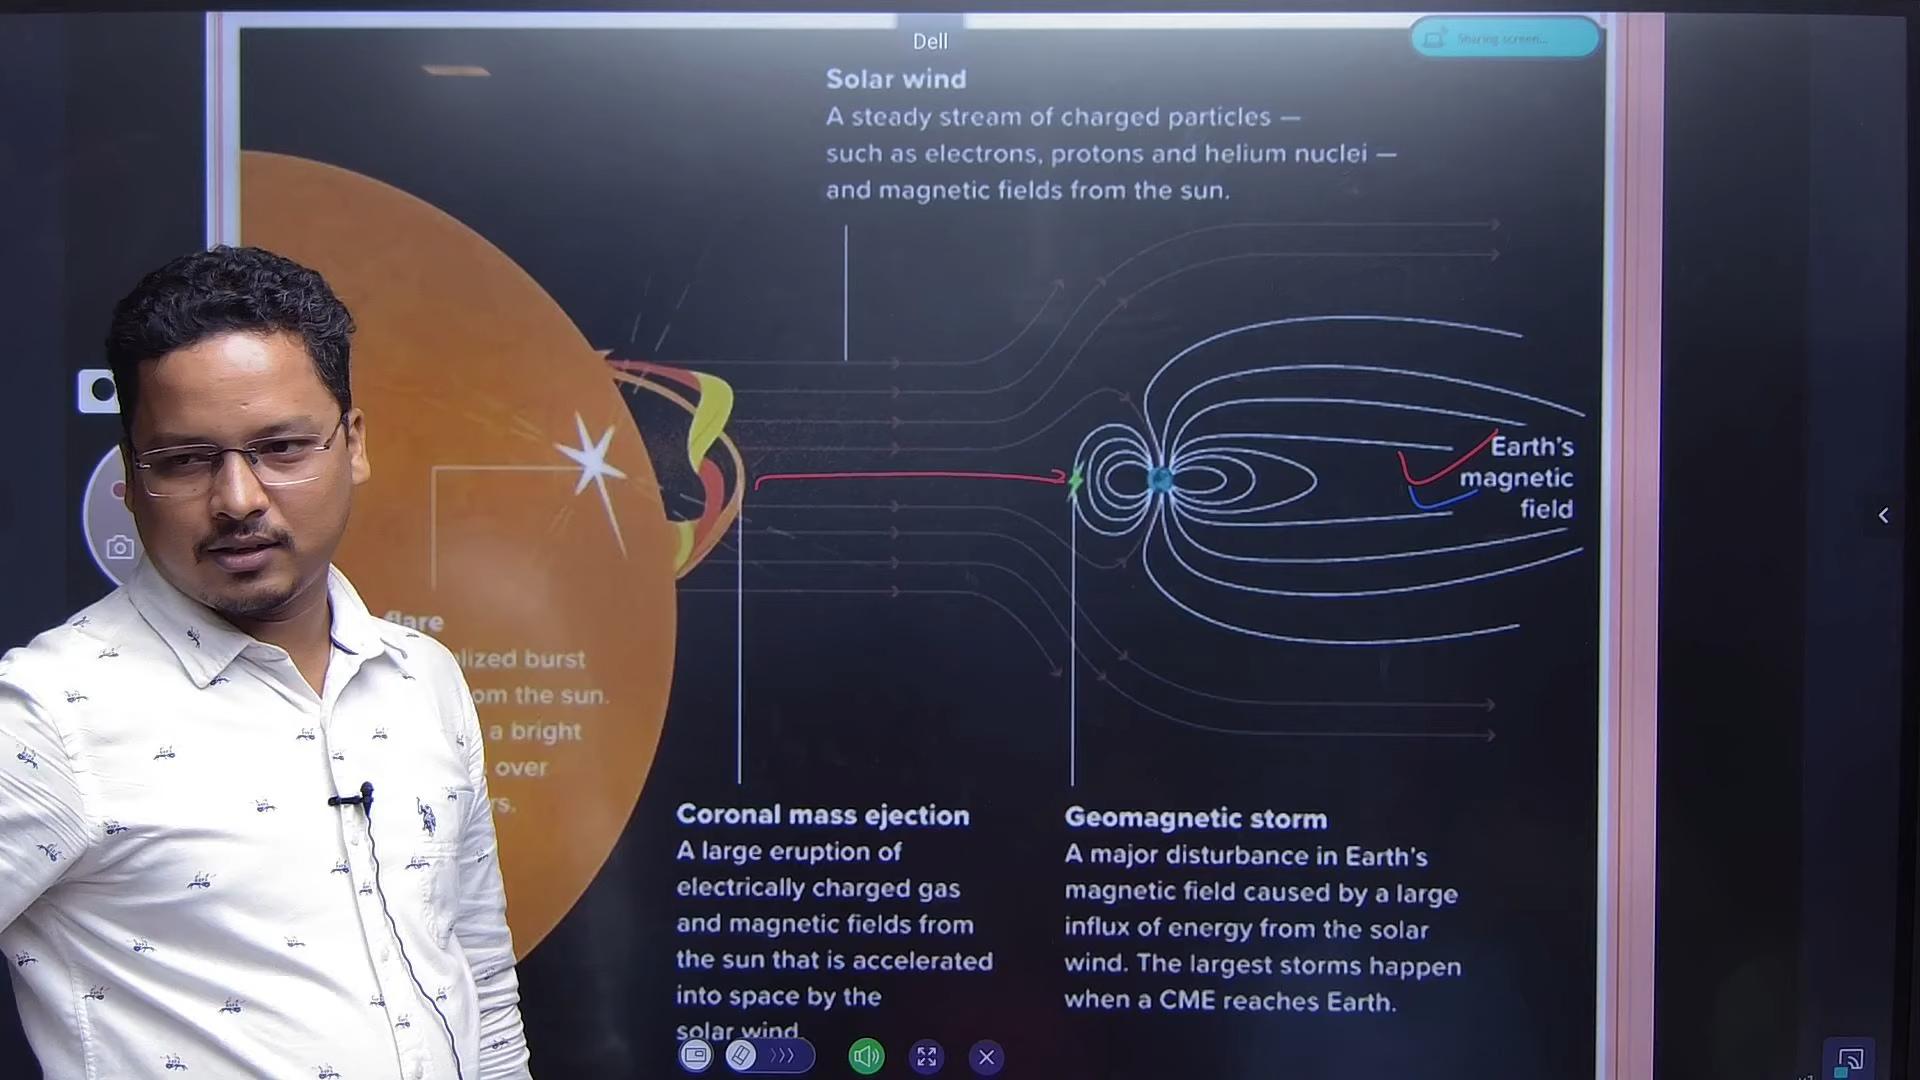 Dell
Sharing screen...
Solar wind
A steady stream of charged particles —
such as electrons, protons and helium nuclei —
and magnetic fields from the sun.
Earth's
magnetic
field
flare
lized burst
om the sun.
a bright
over
rs.
Coronal mass ejection
A large eruption of
electrically charged gas
and magnetic fields from
the sun that is accelerated
into space by the
solar wind.
Geomagnetic storm
A major disturbance in Earth's
magnetic field caused by a large
influx of energy from the solar
wind. The largest storms happen
when a CME reaches Earth.